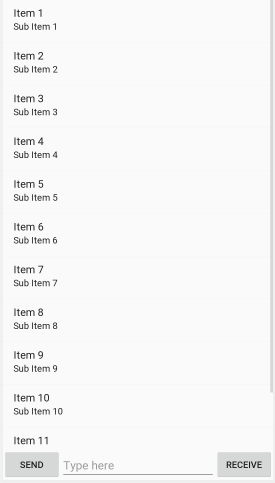 Item 1
Sub Item 1
Item 2
Sub Item 2
Item 3
Sub Item 3
Item 4
Sub Item 4
Item 5
Sub Item 5
Item 6
Sub Item 6
Item 7
Sub Item 7
Item 8
Sub Item 8
Item 9
Sub Item 9
Item 10
Sub Item 10
Item 11
SEND Type here RECEIVE